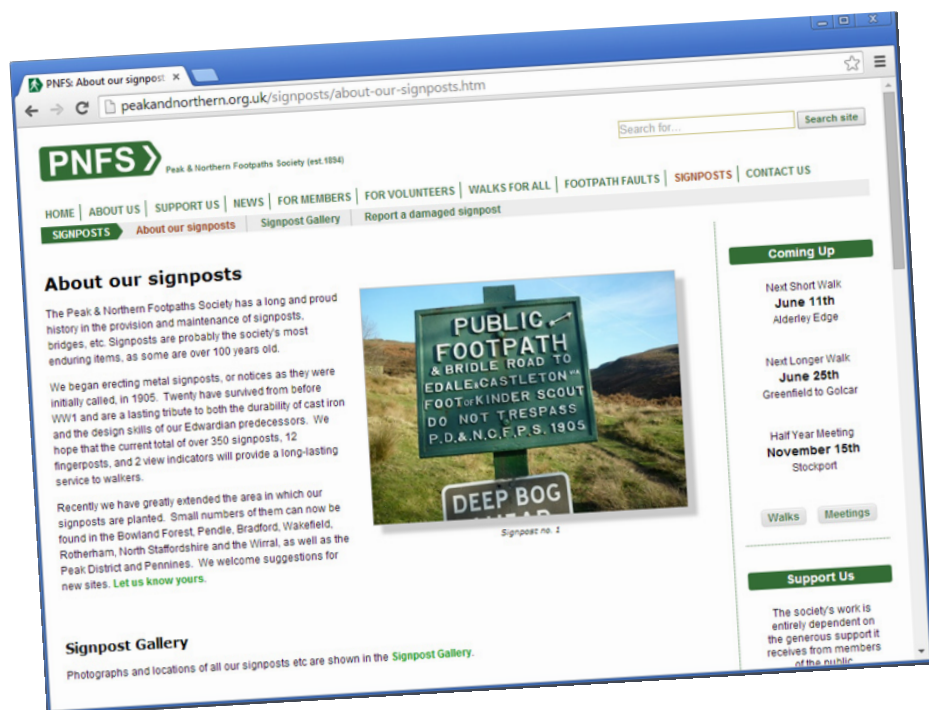 PNFS: About our signpost
peakandnorthern.org.uk/signposts/about-our-signposts.htm
Search for...
Search site
PNFS
Peak & Northern Footpaths Society (est.1894)
HOME ABOUT US SUPPORT US NEWS FOR MEMBERS FOR VOLUNTEERS WALKS FOR ALL FOOTPATH FAULTS SIGNPOSTS CONTACT US
SIGNPOSTS About our signposts Signpost Gallery Report a damaged signpost
About our signposts
The Peak & Northern Footpaths Society has a long and proud
history in the provision and maintenance of signposts,
bridges, etc. Signposts are probably the society's most
enduring items, as some are over 100 years old.
We began erecting metal signposts, or notices as they were
initially called, in 1905. Twenty have survived from before
WW1 and are a lasting tribute to both the durability of cast iron
and the design skills of our Edwardian predecessors. We
hope that the current total of over 350 signposts, 12
fingerposts, and 2 view indicators will provide a long-lasting
service to walkers.
Recently we have greatly extended the area in which our
signposts are planted. Small numbers of them can now be
found in the Bowland Forest, Pendle, Bradford, Wakefield,
Rotherham, North Staffordshire and the Wirral, as well as the
Peak District and Pennines. We welcome suggestions for
new sites. Let us know yours.
PUBLIC
FOOTPATH
& BRIDLE ROAD TO
EDALE & CASTLETON VIA
FOOT OF KINDER SCOUT
DO NOT TRESPASS
P.D.& N.C.F.P.S. 1905
DEEP BOG
AHEAD
Signpost no. 1
Signpost Gallery
Photographs and locations of all our signposts etc are shown in the Signpost Gallery.
Coming Up
Next Short Walk
June 11th
Alderley Edge
Next Longer Walk
June 25th
Greenfield to Golcar
Half Year Meeting
November 15th
Stockport
Walks Meetings
Support Us
The society's work is
entirely dependent on
the generous support it
receives from members
of the public